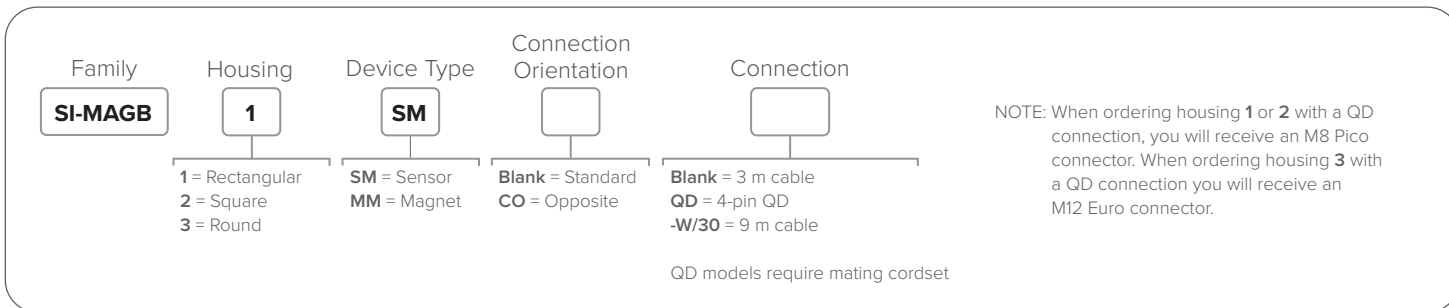 Family
Housing
Device Type
Connection
Orientation
Connection
SI-MAGB
1
SM
1 = Rectangular
2 = Square
3 = Round
SM = Sensor
MM = Magnet
Blank = Standard
CO = Opposite
Blank = 3 m cable
QD = 4-pin QD
-W/30 = 9 m cable
QD models require mating cordset
NOTE: When ordering housing 1 or 2 with a QD
connection, you will receive an M8 Pico
connector. When ordering housing 3 with
a QD connection you will receive an
M12 Euro connector.